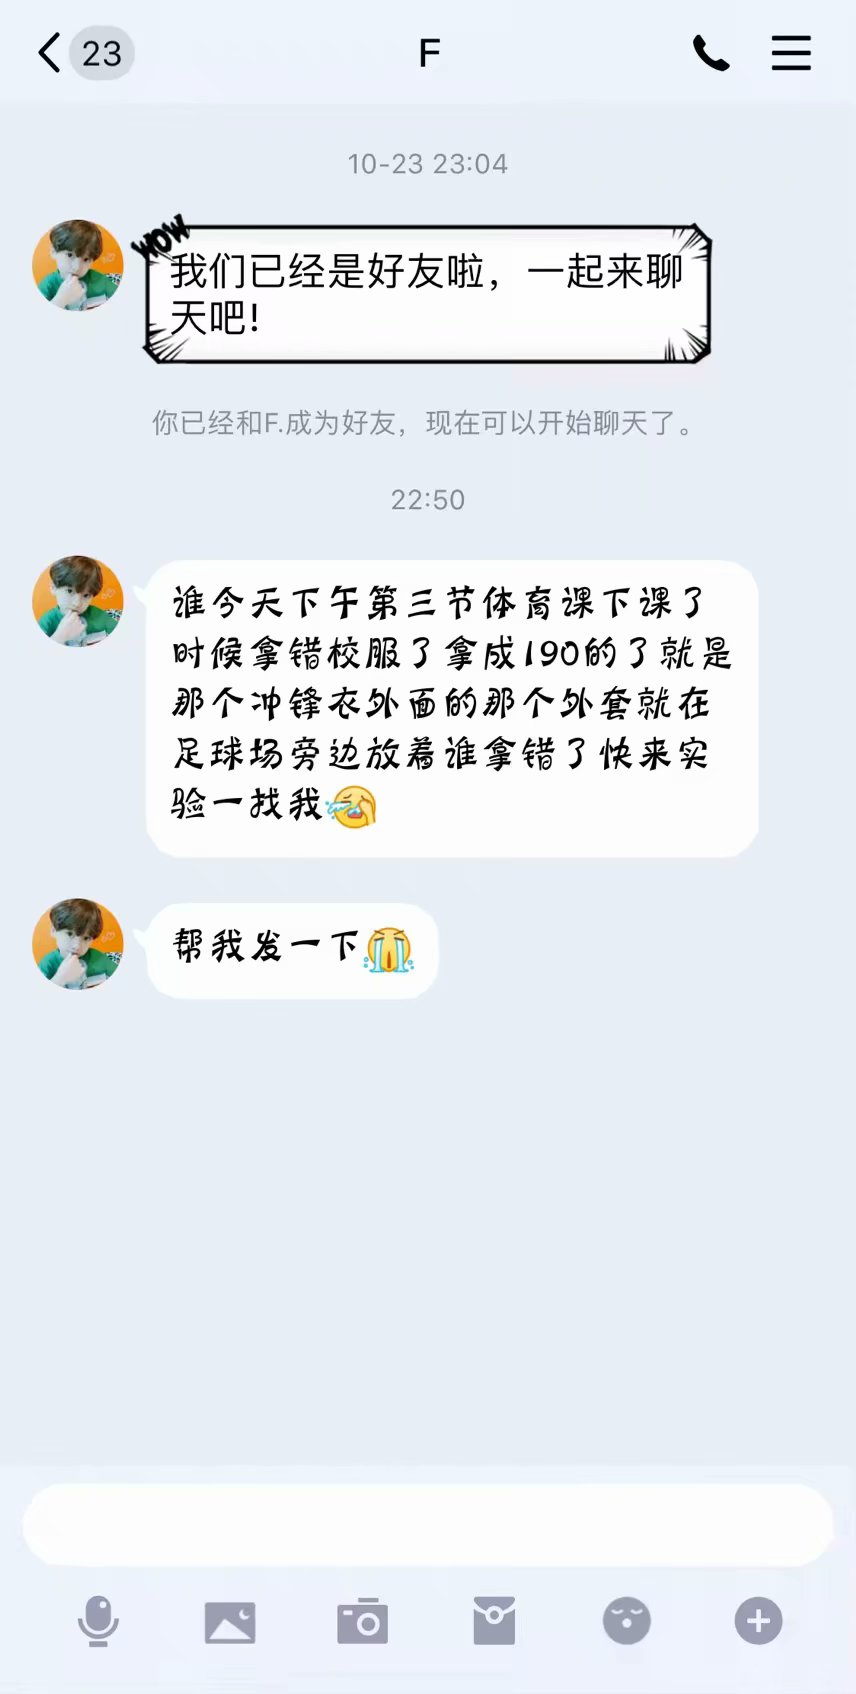 23
F
10-23 23:04
WOW
我们已经是好友啦，一起来聊
天吧!
你已经和F.成为好友，现在可以开始聊天了。
22:50
谁今天下午第三节体育课下课了
时候拿错校服了拿成190的了就是
那个冲锋衣外面的那个外套就在
足球场旁边放着谁拿错了快来实
验一找我
帮我发一下